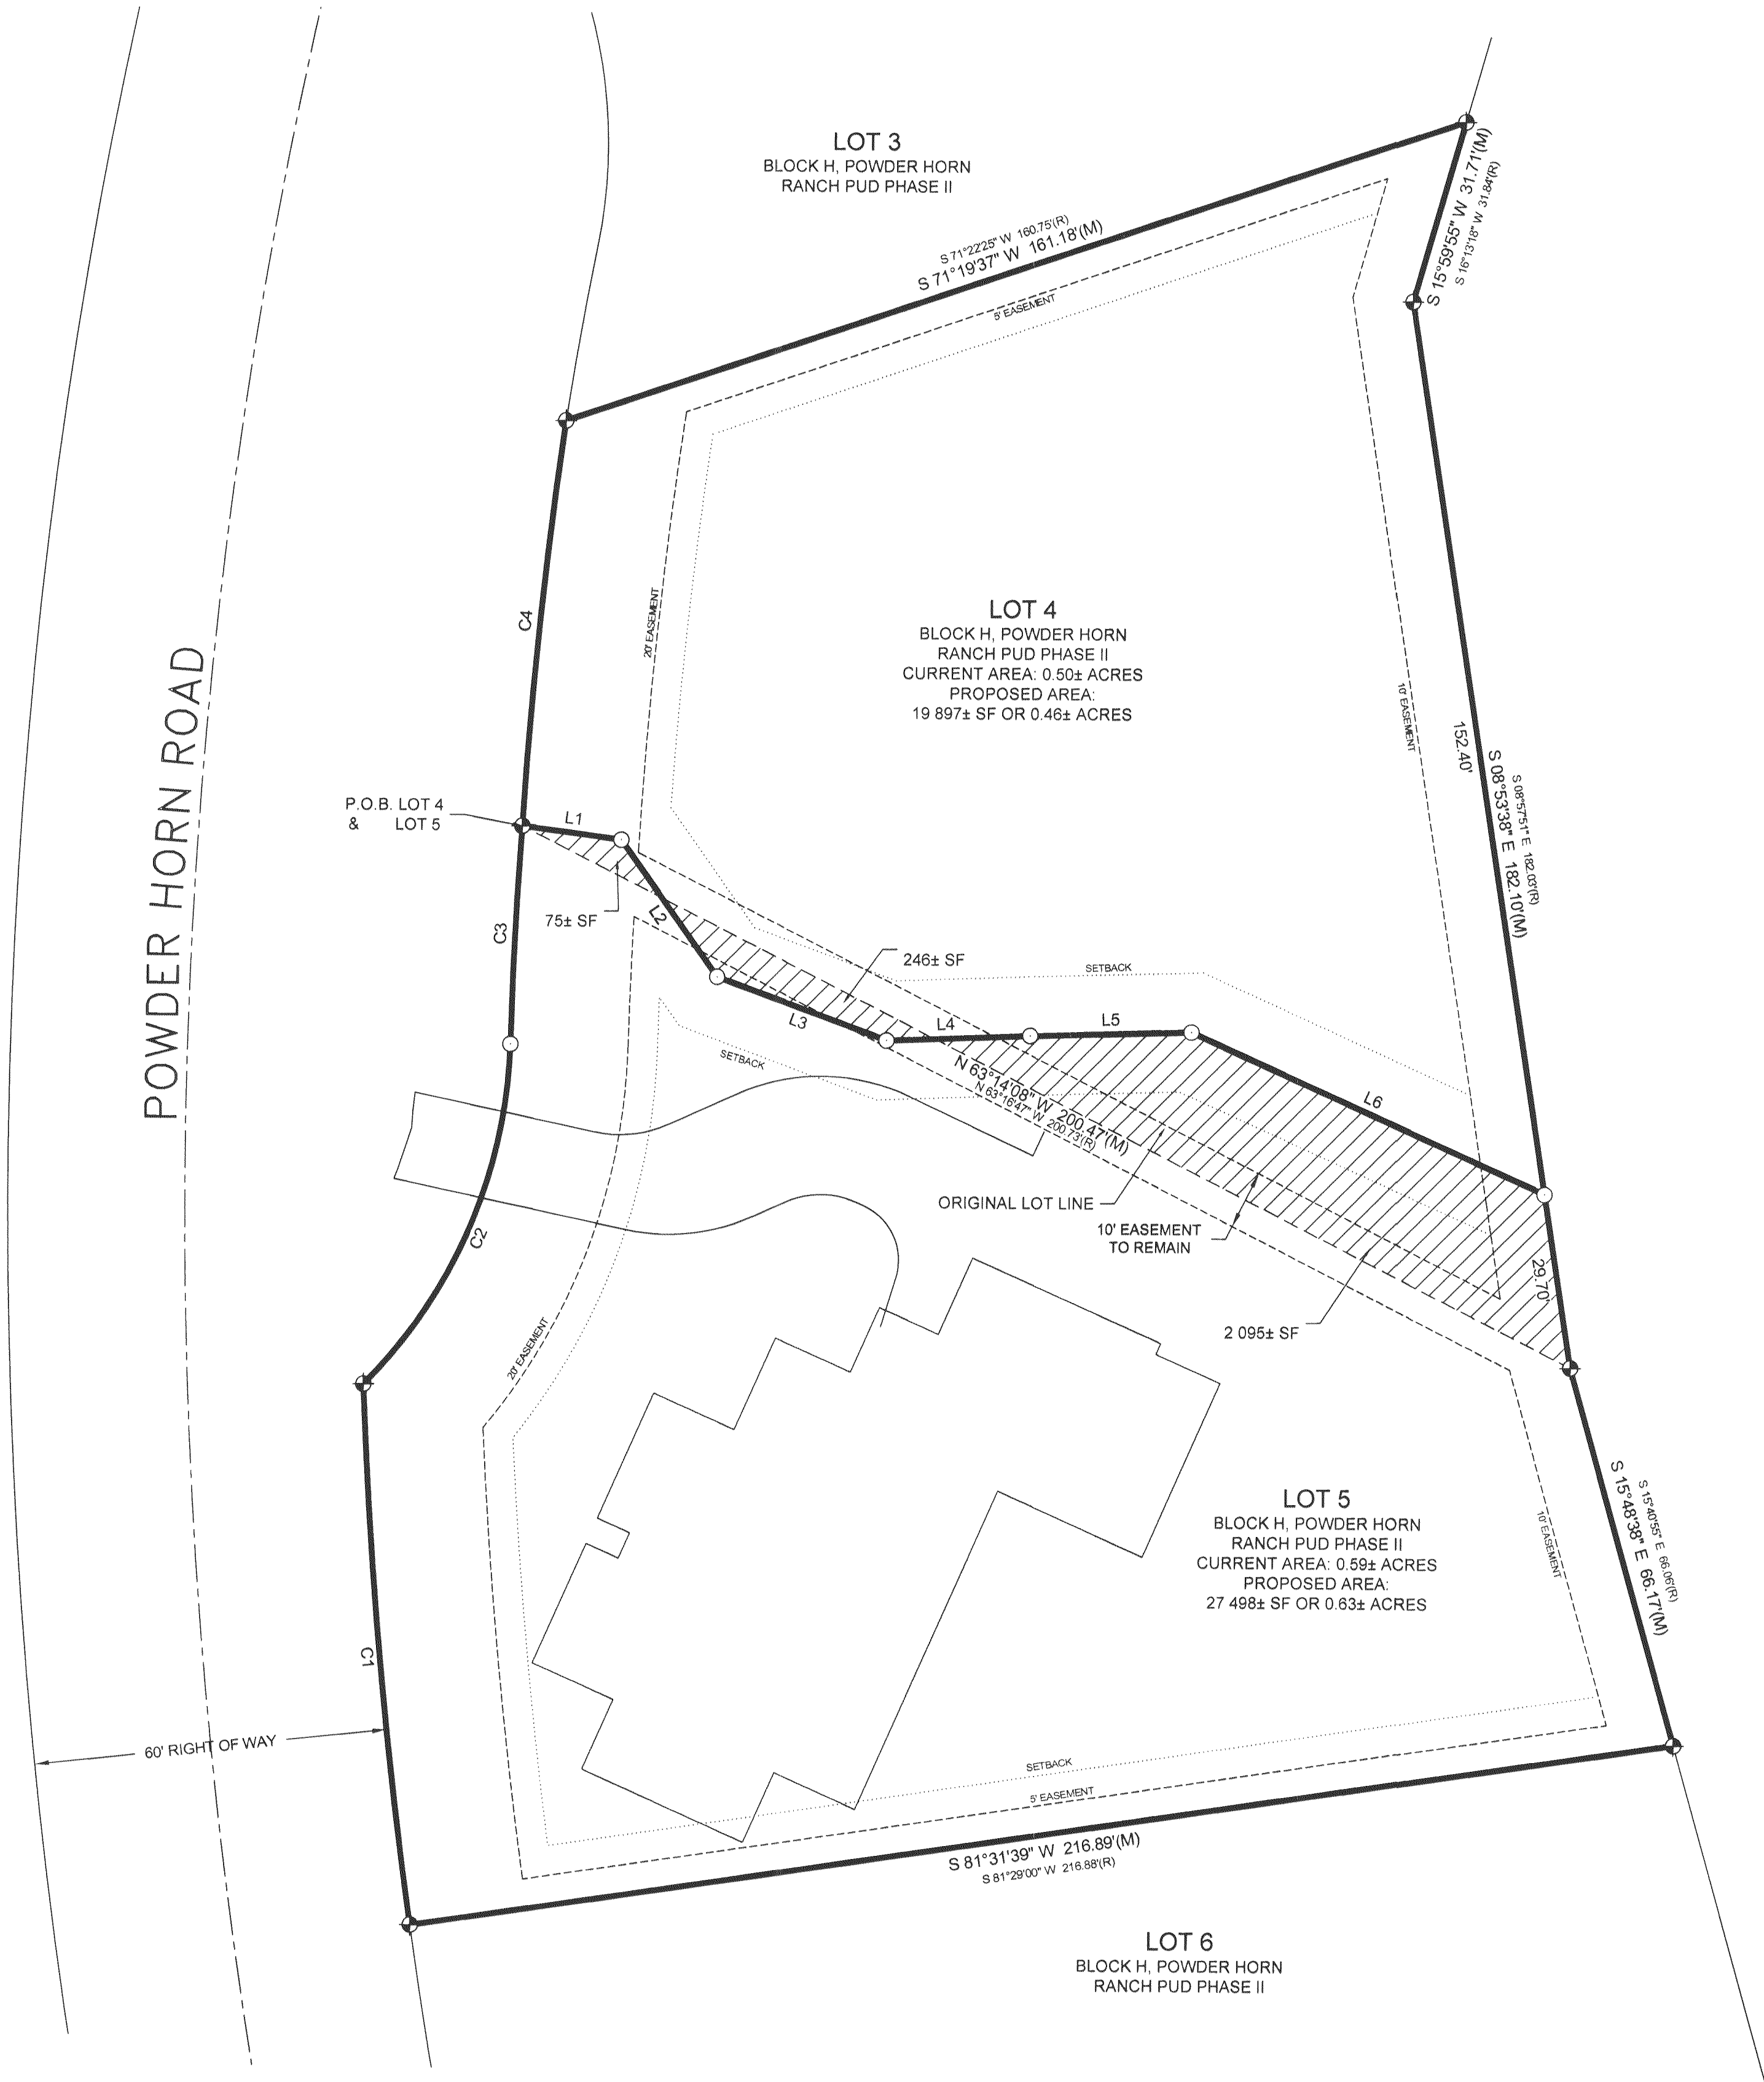 LOT 3
BLOCK H, POWDER HORN
RANCH PUD PHASE II
S 71°22'25" W 160.75'(R)
S 71°19'37" W 161.18'(M)
5' EASEMENT
S 15°59'55" W 31.71'(M)
S 16°13'18" W 31.84'(R)
C4
20' EASEMENT
LOT 4
BLOCK H, POWDER HORN
RANCH PUD PHASE II
CURRENT AREA: 0.50± ACRES
PROPOSED AREA:
19 897± SF OR 0.46± ACRES
10' EASEMENT
152.40'
S 08°57'51" E 182.03'(R)
S 08°53'38" E 182.10'(M)
POWDER HORN ROAD
P.O.B. LOT 4
& LOT 5
L1
C3
75± SF
L2
246± SF
SETBACK
L3
L4
L5
SETBACK
L6
N 63°14'08" W 200.47'(M)
N 63°16'47" W 200.73'(R)
ORIGINAL LOT LINE
10' EASEMENT
TO REMAIN
29.70'
2 095± SF
C2
20' EASEMENT
LOT 5
BLOCK H, POWDER HORN
RANCH PUD PHASE II
CURRENT AREA: 0.59± ACRES
PROPOSED AREA:
27 498± SF OR 0.63± ACRES
10' EASEMENT
S 15°40'55" E 66.06'(R)
S 15°48'38" E 66.17'(M)
C1
60' RIGHT OF WAY
SETBACK
5' EASEMENT
S 81°31'39" W 216.89'(M)
S 81°29'00" W 216.88'(R)
LOT 6
BLOCK H, POWDER HORN
RANCH PUD PHASE II